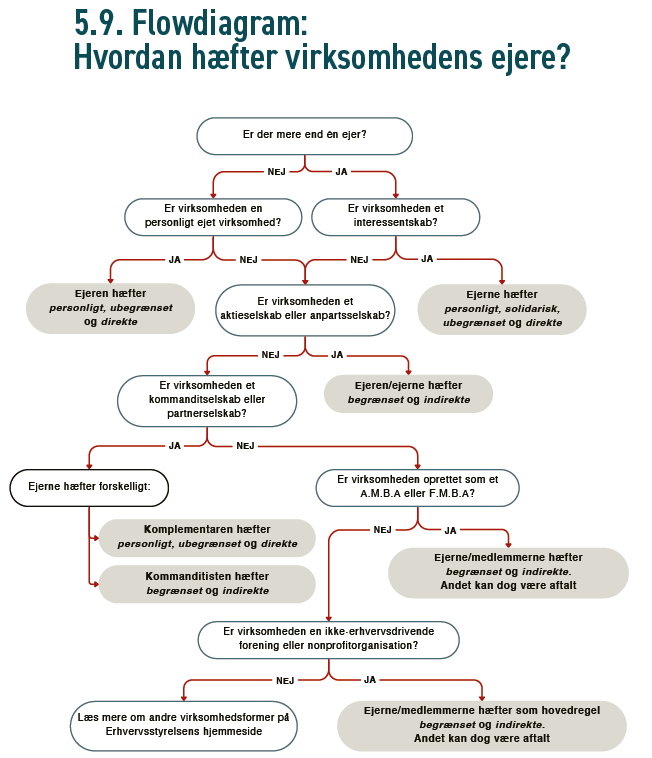 5.9. Flowdiagram:
Hvordan hæfter virksomhedens ejere?
Er der mere end én ejer?
NEJ
JA
Er virksomheden en
personligt ejet virksomhed?
Er virksomheden et
interessentskab?
JA
NEJ
NEJ
JA
Ejeren hæfter
personligt, ubegrænset
og direkte
Er virksomheden et
aktieselskab eller anpartsselskab?
Ejerne hæfter
personligt, solidarisk,
ubegrænset og direkte
NEJ
JA
Er virksomheden et
kommanditselskab eller
partnerselskab?
Ejeren/ejerne hæfter
begrænset og indirekte
JA
NEJ
Ejerne hæfter forskelligt:
Er virksomheden oprettet som et
A.M.B.A eller F.M.B.A?
Komplementaren hæfter
personligt, ubegrænset og direkte
Kommanditisten hæfter
begrænset og indirekte
NEJ
JA
Ejerne/medlemmerne hæfter
begrænset og indirekte.
Andet kan dog være aftalt
Er virksomheden en ikke-erhvervsdrivende
forening eller nonprofitorganisation?
NEJ
JA
Læs mere om andre virksomhedsformer på
Erhvervsstyrelsens hjemmeside
Ejerne/medlemmerne hæfter som hovedregel
begrænset og indirekte.
Andet kan dog være aftalt